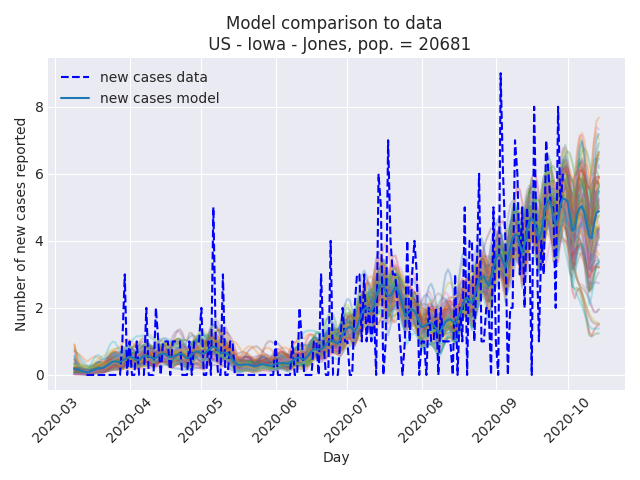 Model comparison to data
US - Iowa - Jones, pop. = 20681
new cases data
new cases model
Number of new cases reported
8
6
4
2
0
2020-03
2020-04
2020-05
2020-06
2020-07
2020-08
2020-09
2020-10
Day